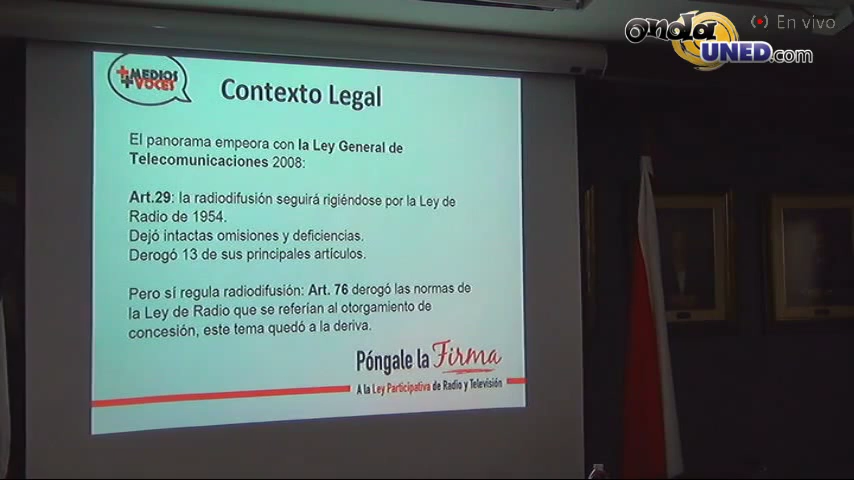 onda
UNED.com
En vivo
+MEDIOS
+VOCES
Contexto Legal
El panorama empeora con la Ley General de
Telecomunicaciones 2008:
Art.29: la radiodifusión seguirá rigiéndose por la Ley de
Radio de 1954.
Dejó intactas omisiones y deficiencias.
Derogó 13 de sus principales artículos.
Pero sí regula radiodifusión: Art. 76 derogó las normas de
la Ley de Radio que se referían al otorgamiento de
concesión, este tema quedó a la deriva.
Póngale la Firma
A la Ley Participativa de Radio y Televisión